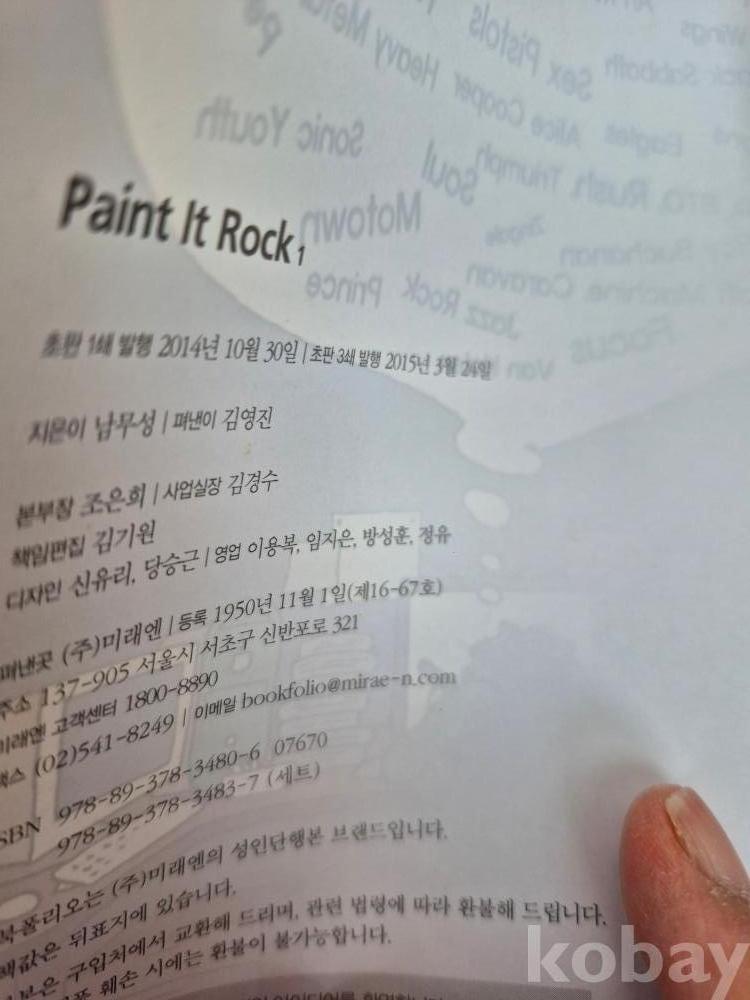 Wings
Sex Pistols
Black Sabbath
Alice Cooper Heavy Metal
Eagles
Sonic Youth
Soul Triumph
Rush
BTO
Paint It Rock 1
Motown
Buchanan
Jazz Rock Prince
Caravan
Machine
Focus
Van
초판 1쇄 발행 2014년 10월 30일 | 초판 3쇄 발행 2015년 3월 24일
지은이 남무성 | 펴낸이 김영진
본부장 조은희 | 사업실장 김경수
책임편집 김기원
디자인 신유리, 당승근 | 영업 이용복, 임지은, 방성훈, 정유
펴낸곳 (주)미래엔 | 등록 1950년 11월 1일(제16-67호)
주소 137-905 서울시 서초구 신반포로 321
미래엔 고객센터 1800-8890
팩스 (02)541-8249 | 이메일 bookfolio@mirae-n.com
ISBN 978-89-378-3480-6 07670
978-89-378-3483-7 (세트)
북폴리오는 (주)미래엔의 성인단행본 브랜드입니다.
책값은 뒤표지에 있습니다.
구입처에서 교환해 드리며, 관련 법령에 따라 환불해 드립니다.
훼손 시에는 환불이 불가능합니다.
kobay